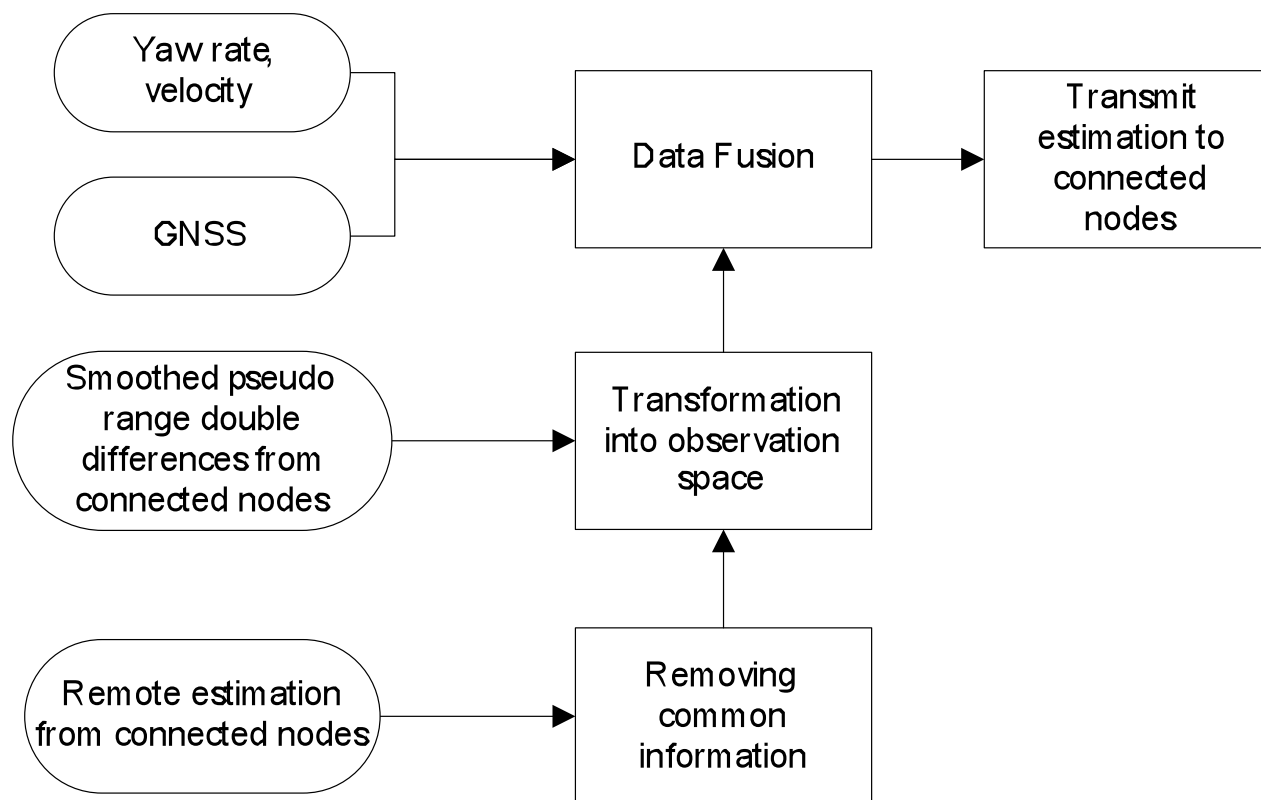 Yaw rate,
velocity
GNSS
Data Fusion
Transmit
estimation to
connected
nodes
Smoothed pseudo
range double
differences from
connected nodes
Transformation
into observation
space
Remote estimation
from connected nodes
Removing
common
information